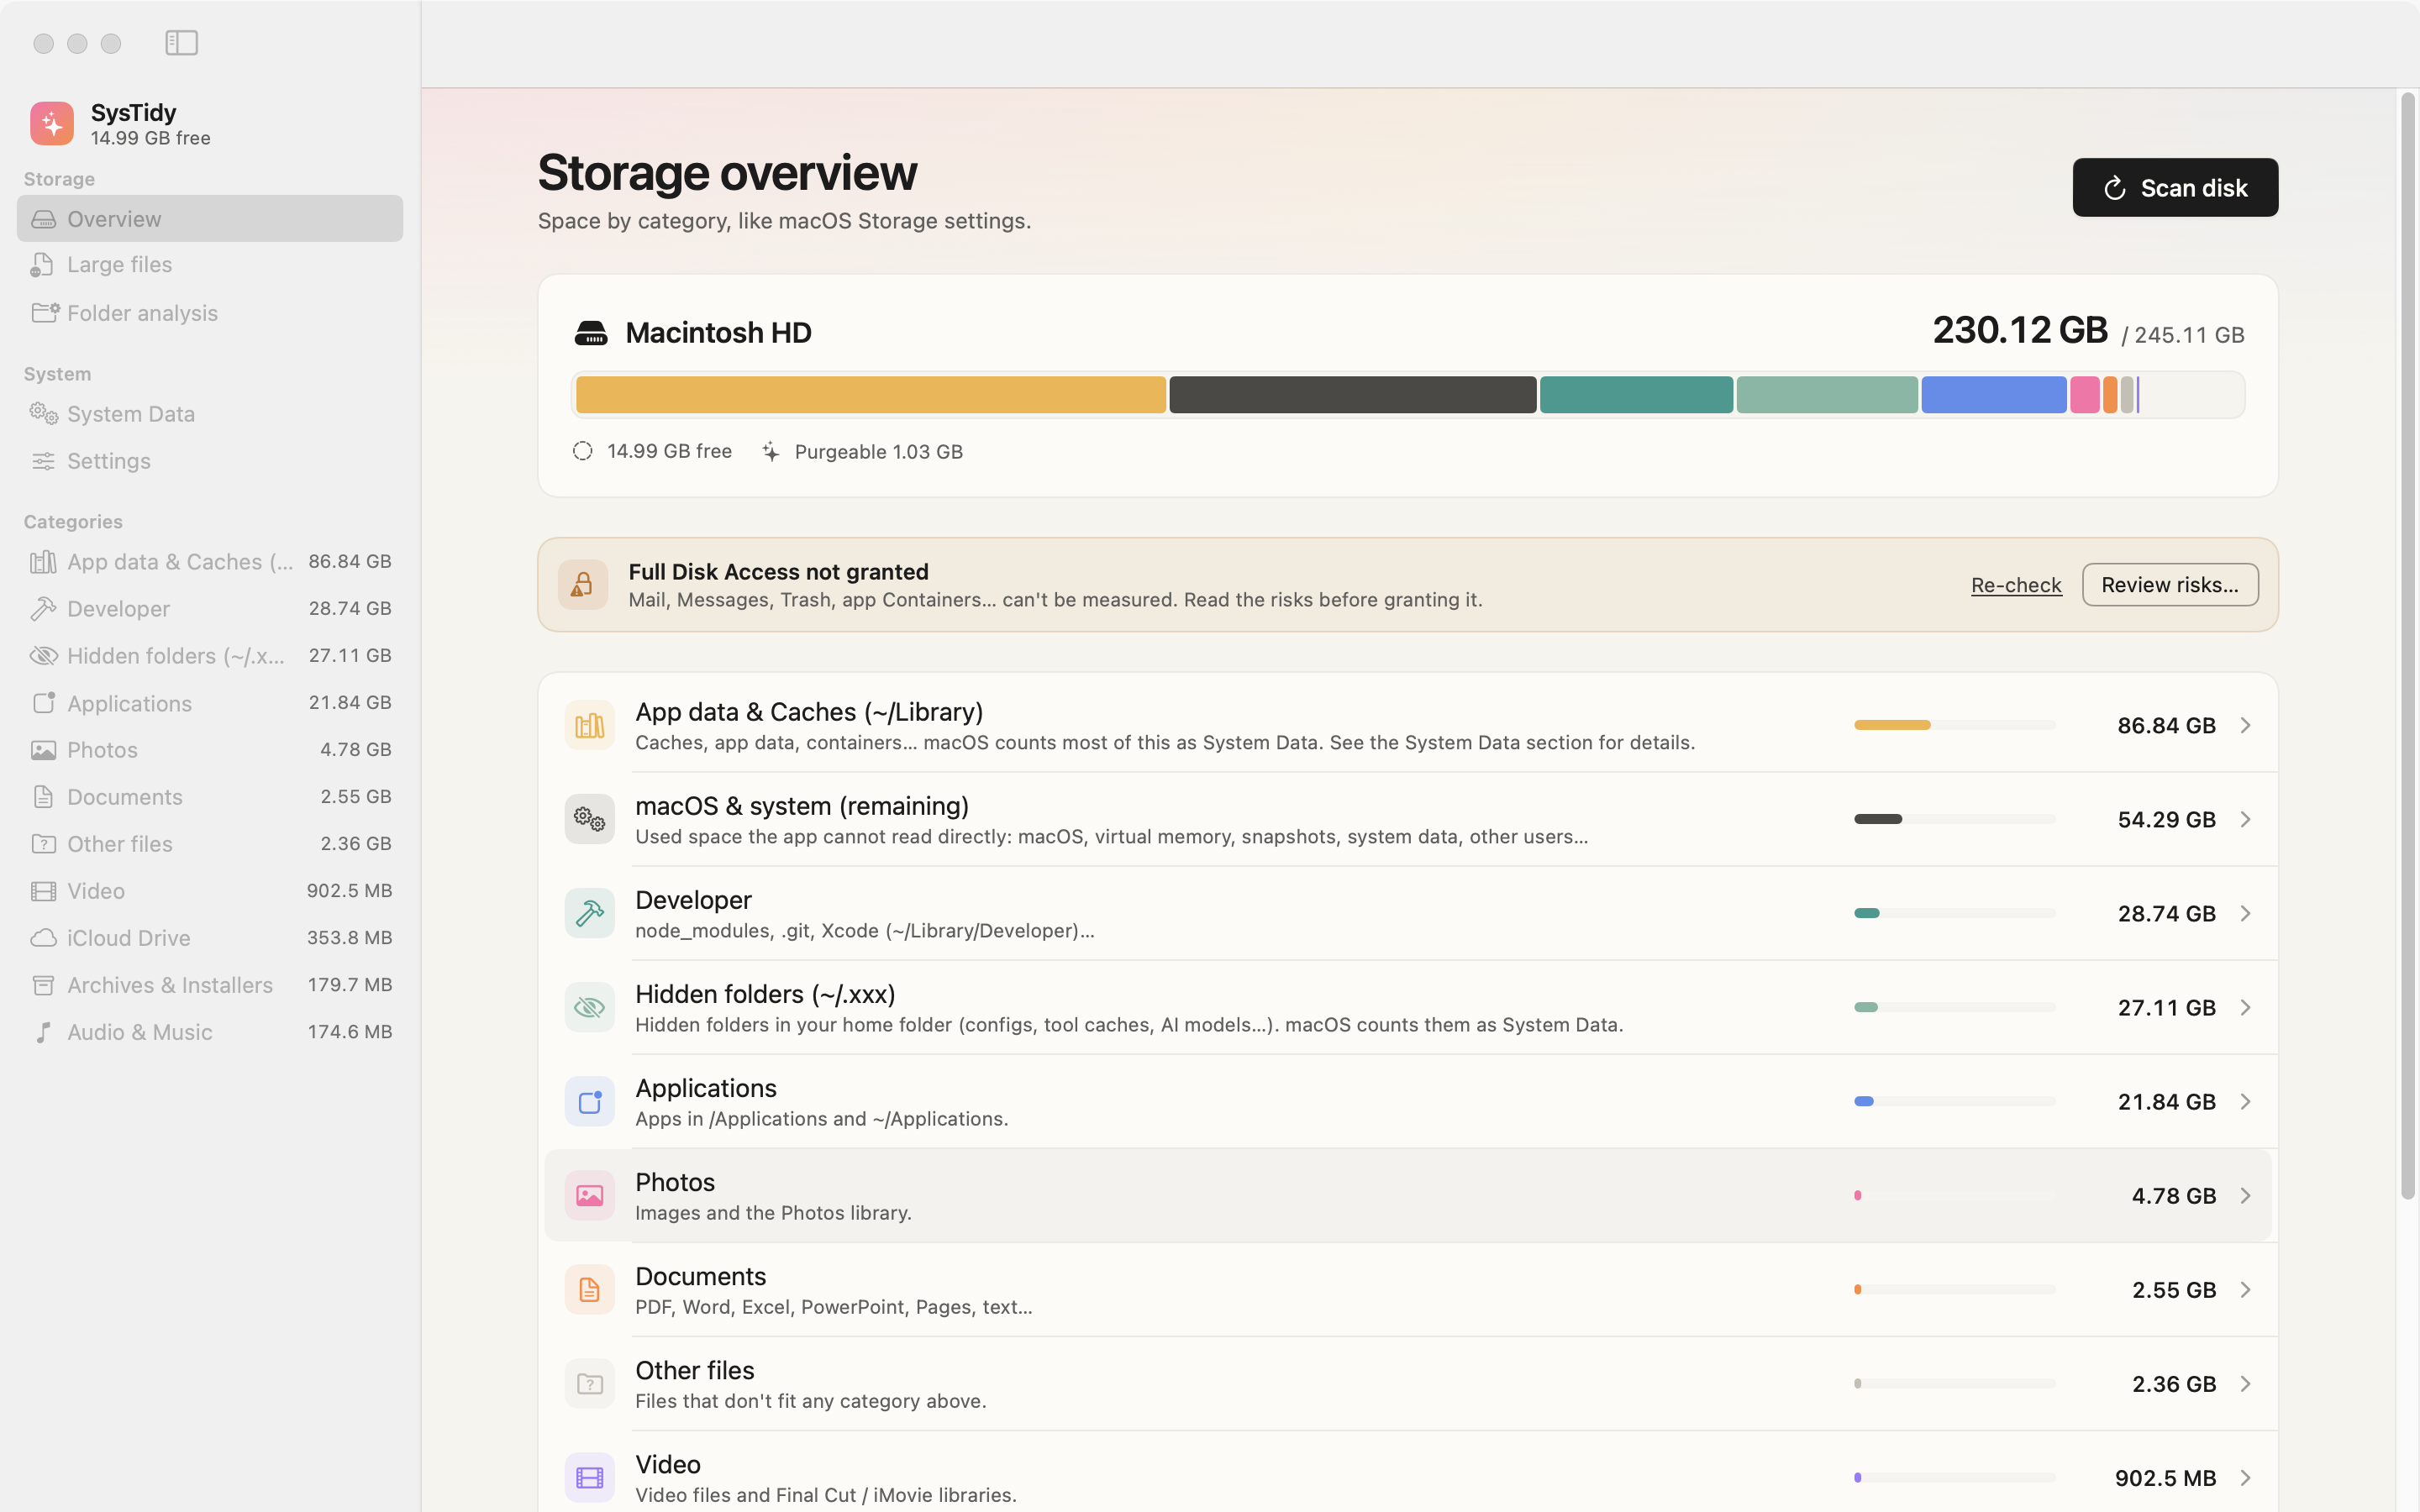 SysTidy
14.99 GB free
Storage
Overview
Large files
Folder analysis
System
System Data
Settings
Categories
App data & Caches (... 86.84 GB
Developer 28.74 GB
Hidden folders (~/.x... 27.11 GB
Applications 21.84 GB
Photos 4.78 GB
Documents 2.55 GB
Other files 2.36 GB
Video 902.5 MB
iCloud Drive 353.8 MB
Archives & Installers 179.7 MB
Audio & Music 174.6 MB
Storage overview
Space by category, like macOS Storage settings.
Scan disk
Macintosh HD
230.12 GB / 245.11 GB
14.99 GB free Purgeable 1.03 GB
Full Disk Access not granted
Mail, Messages, Trash, app Containers... can't be measured. Read the risks before granting it.
Re-check Review risks...
App data & Caches (~/Library)
Caches, app data, containers... macOS counts most of this as System Data. See the System Data section for details.
86.84 GB
macOS & system (remaining)
Used space the app cannot read directly: macOS, virtual memory, snapshots, system data, other users...
54.29 GB
Developer
node_modules, .git, Xcode (~/Library/Developer)...
28.74 GB
Hidden folders (~/.xxx)
Hidden folders in your home folder (configs, tool caches, AI models...). macOS counts them as System Data.
27.11 GB
Applications
Apps in /Applications and ~/Applications.
21.84 GB
Photos
Images and the Photos library.
4.78 GB
Documents
PDF, Word, Excel, PowerPoint, Pages, text...
2.55 GB
Other files
Files that don't fit any category above.
2.36 GB
Video
Video files and Final Cut / iMovie libraries.
902.5 MB